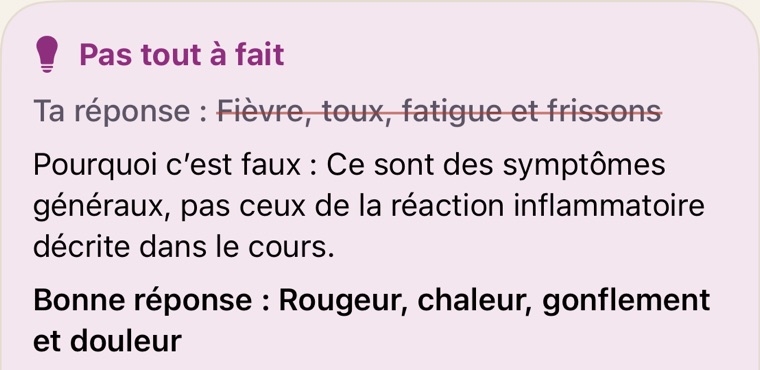 Pas tout à fait
Ta réponse : Fièvre, toux, fatigue et frissons
Pourquoi c’est faux : Ce sont des symptômes
généraux, pas ceux de la réaction inflammatoire
décrite dans le cours.
Bonne réponse : Rougeur, chaleur, gonflement
et douleur